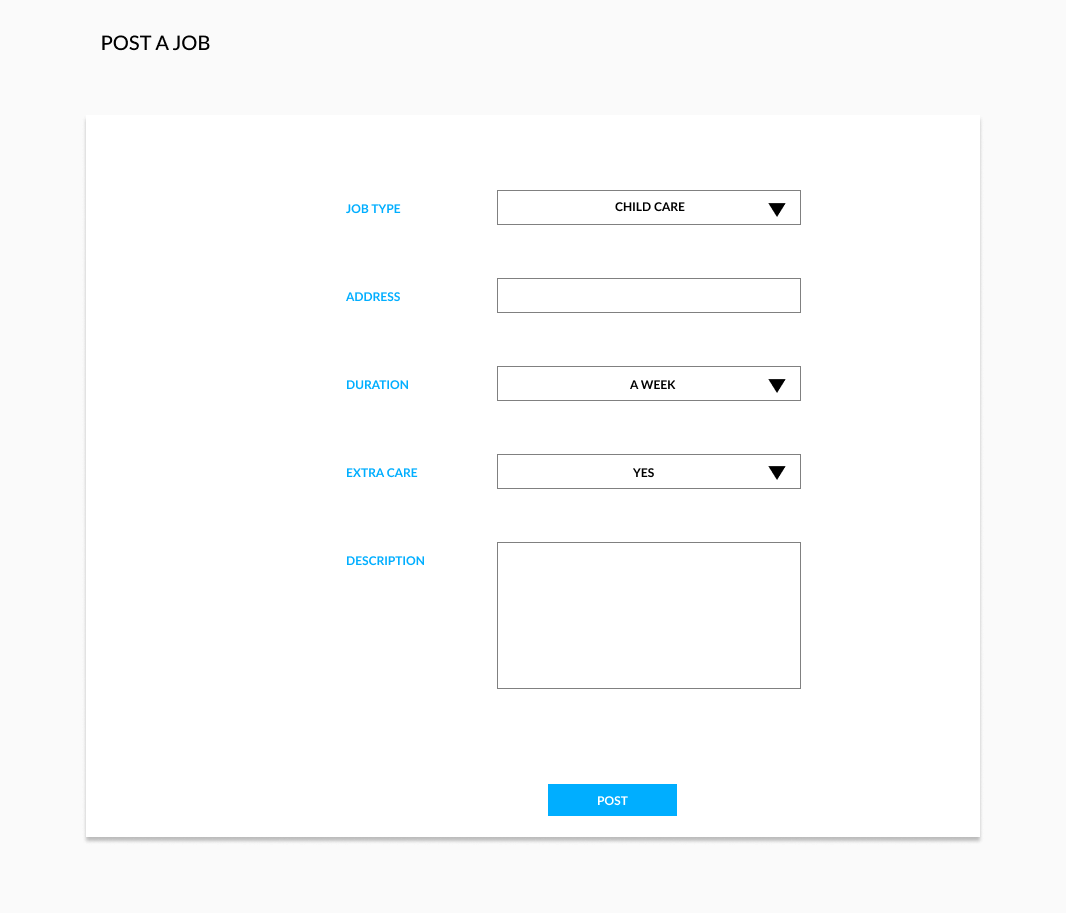 POST A JOB
JOB TYPE CHILD CARE
ADDRESS
DURATION A WEEK
EXTRA CARE YES
DESCRIPTION
POST